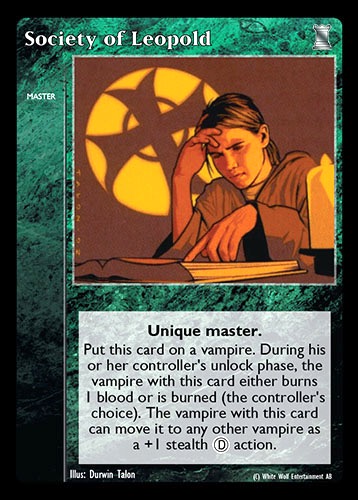 Society of Leopold
MASTER
Unique master.
Put this card on a vampire. During his
or her controller's unlock phase, the
vampire with this card either burns
1 blood or is burned (the controller's
choice). The vampire with this card
can move it to any other vampire as
a +1 stealth Ⓓ action.
Illus: Durwin Talon
(C) White Wolf Entertainment AB